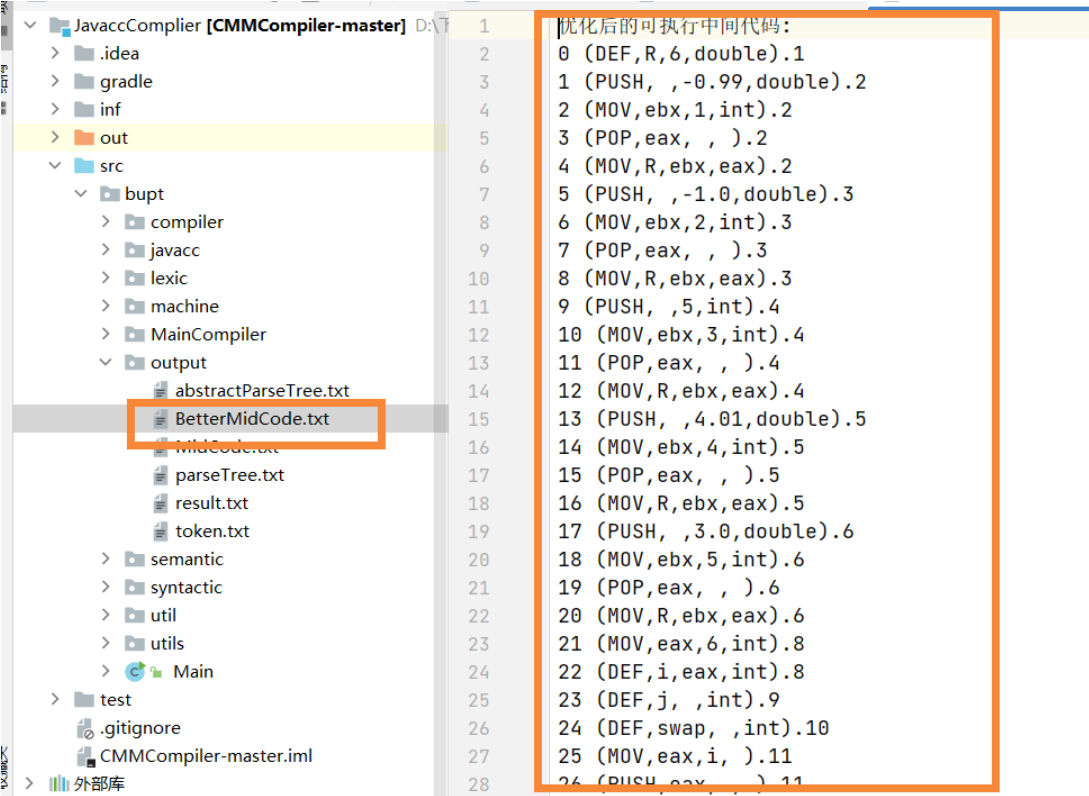 JavaccComplier [CMMCompiler-master] D:\
.idea
gradle
inf
out
src
bupt
compiler
javacc
lexic
machine
MainCompiler
output
abstractParseTree.txt
BetterMidCode.txt
MidCode.txt
parseTree.txt
result.txt
token.txt
semantic
syntactic
util
utils
Main
test
.gitignore
CMMCompiler-master.iml
外部库
1 优化后的可执行中间代码:
2 0 (DEF,R,6,double).1
3 1 (PUSH, ,-0.99,double).2
4 2 (MOV,ebx,1,int).2
5 3 (POP,eax, , ).2
6 4 (MOV,R,ebx,eax).2
7 5 (PUSH, ,-1.0,double).3
8 6 (MOV,ebx,2,int).3
9 7 (POP,eax, , ).3
10 8 (MOV,R,ebx,eax).3
11 9 (PUSH, ,5,int).4
12 10 (MOV,ebx,3,int).4
13 11 (POP,eax, , ).4
14 12 (MOV,R,ebx,eax).4
15 13 (PUSH, ,4.01,double).5
16 14 (MOV,ebx,4,int).5
17 15 (POP,eax, , ).5
18 16 (MOV,R,ebx,eax).5
19 17 (PUSH, ,3.0,double).6
20 18 (MOV,ebx,5,int).6
21 19 (POP,eax, , ).6
22 20 (MOV,R,ebx,eax).6
23 21 (MOV,eax,6,int).8
24 22 (DEF,i,eax,int).8
25 23 (DEF,j, ,int).9
26 24 (DEF,swap, ,int).10
27 25 (MOV,eax,i, ).11
28 26 (PUSH,eax, , ).11